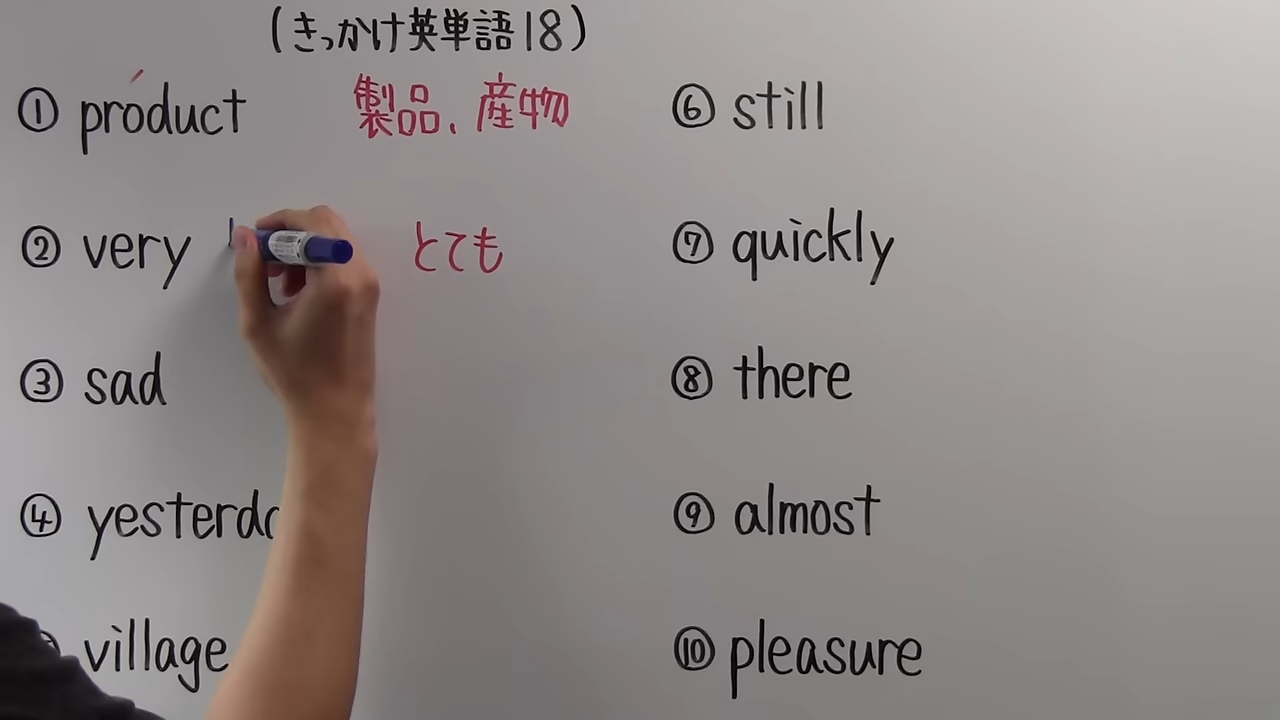 (きっかけ英単語18)
① product 製品、産物
② very とても
③ sad
④
village
⑥ still
⑦ quickly
⑧ there
⑨ almost
⑩ pleasure